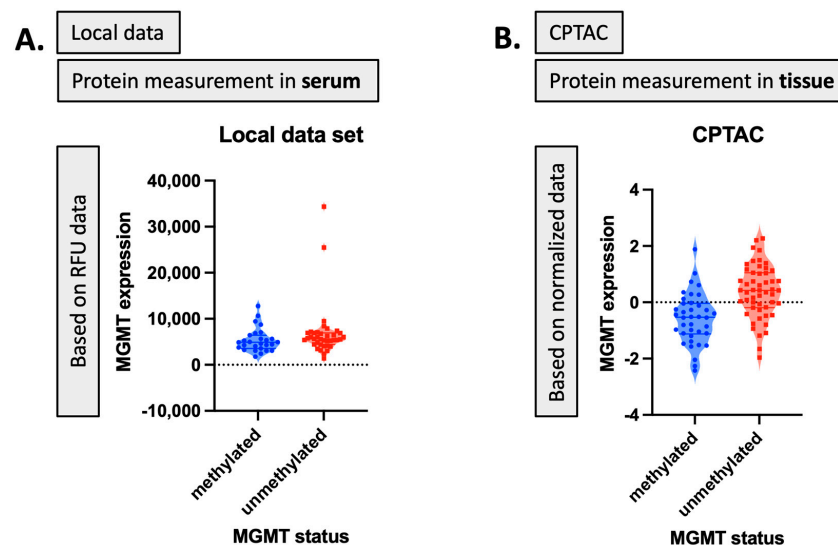 A.
Local data
Protein measurement in serum
Local data set
Based on RFU data
MGMT expression
40,000
30,000
20,000
10,000
0
-10,000
methylated
unmethylated
MGMT status
B.
CPTAC
Protein measurement in tissue
CPTAC
Based on normalized data
MGMT expression
4
2
0
-2
-4
methylated
unmethylated
MGMT status